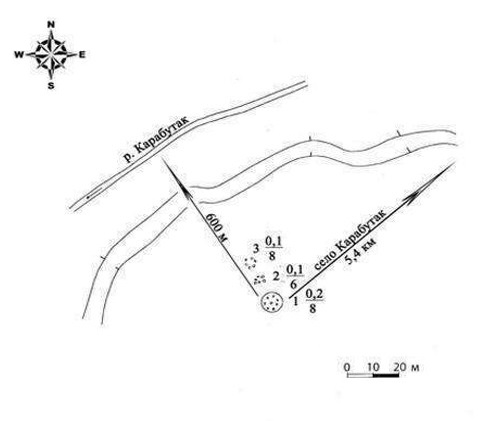 N
W E
S
р. Карабутак
600 м
село Карабутак
5,4 км
3 0,1/8
2 0,1/6
1 0,2/8
0 10 20 м